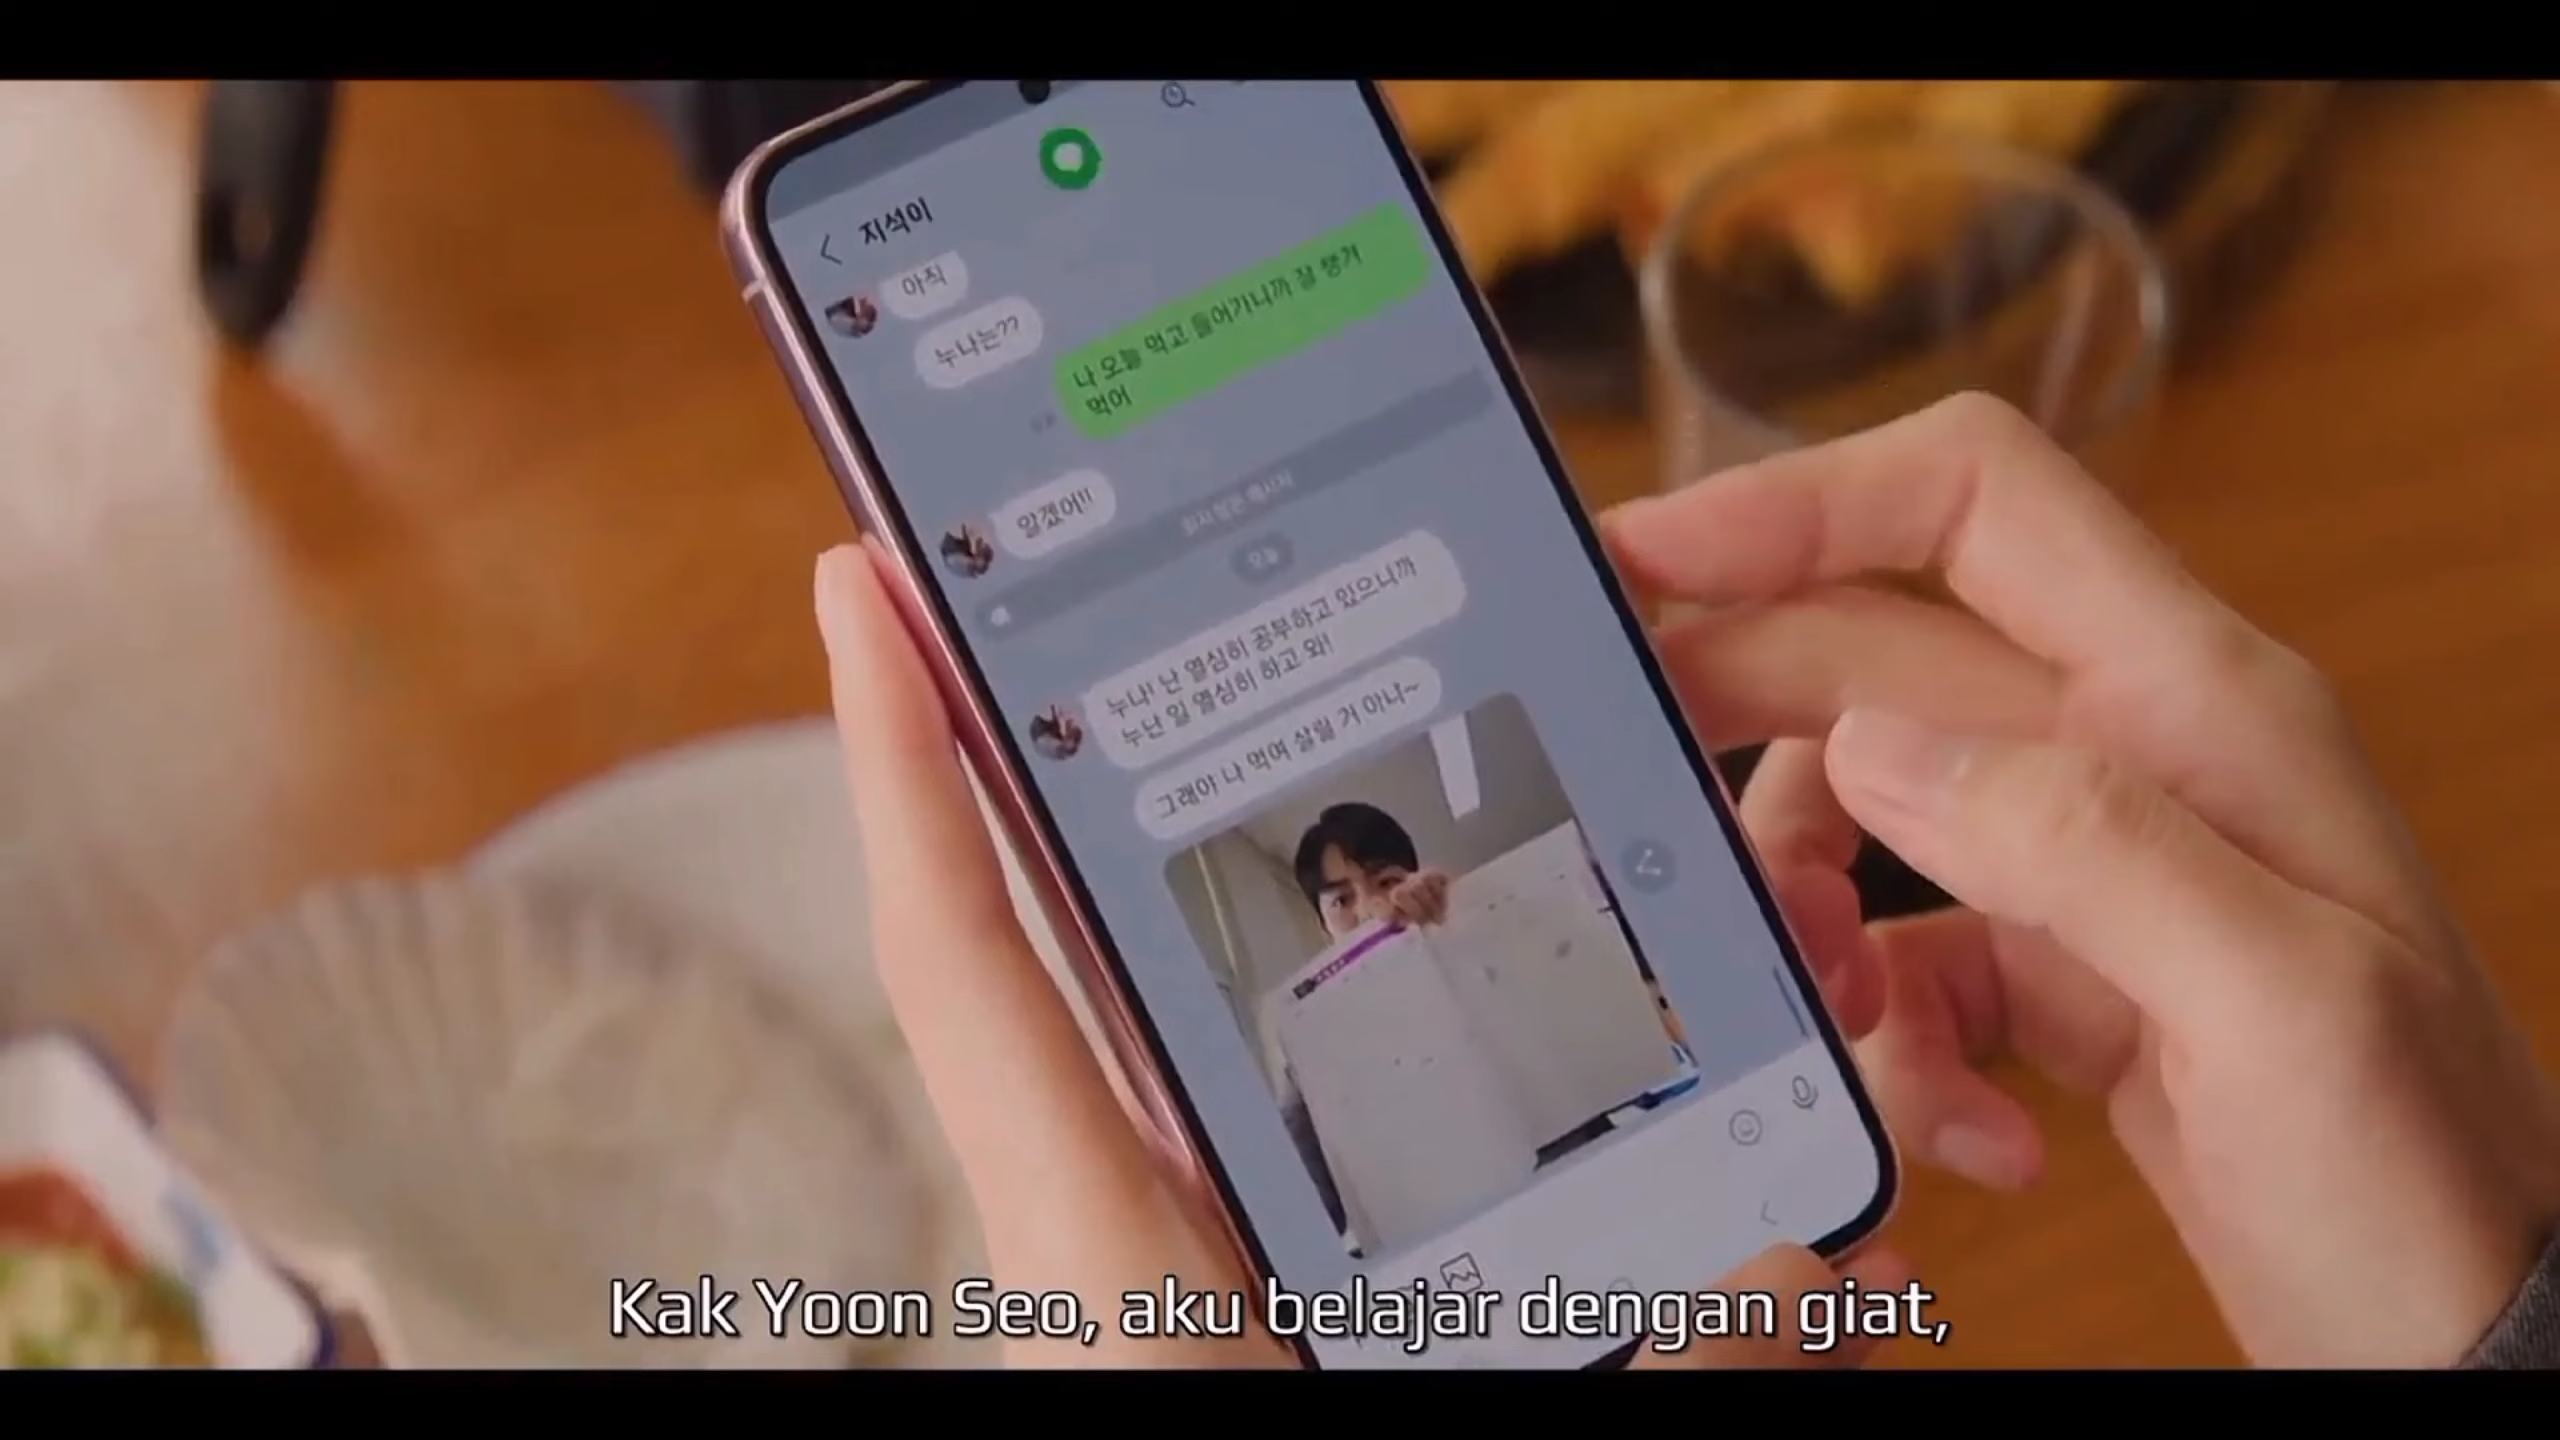 지석이
아직
누나는??
나 오늘 먹고 들어가니까 잘 챙겨
먹어
알겠어!!
오늘
누나! 난 열심히 공부하고 있으니까
누난 일 열심히 하고 와!
그래야 나 먹여 살릴 거 아냐~
Kak Yoon Seo, aku belajar dengan giat,